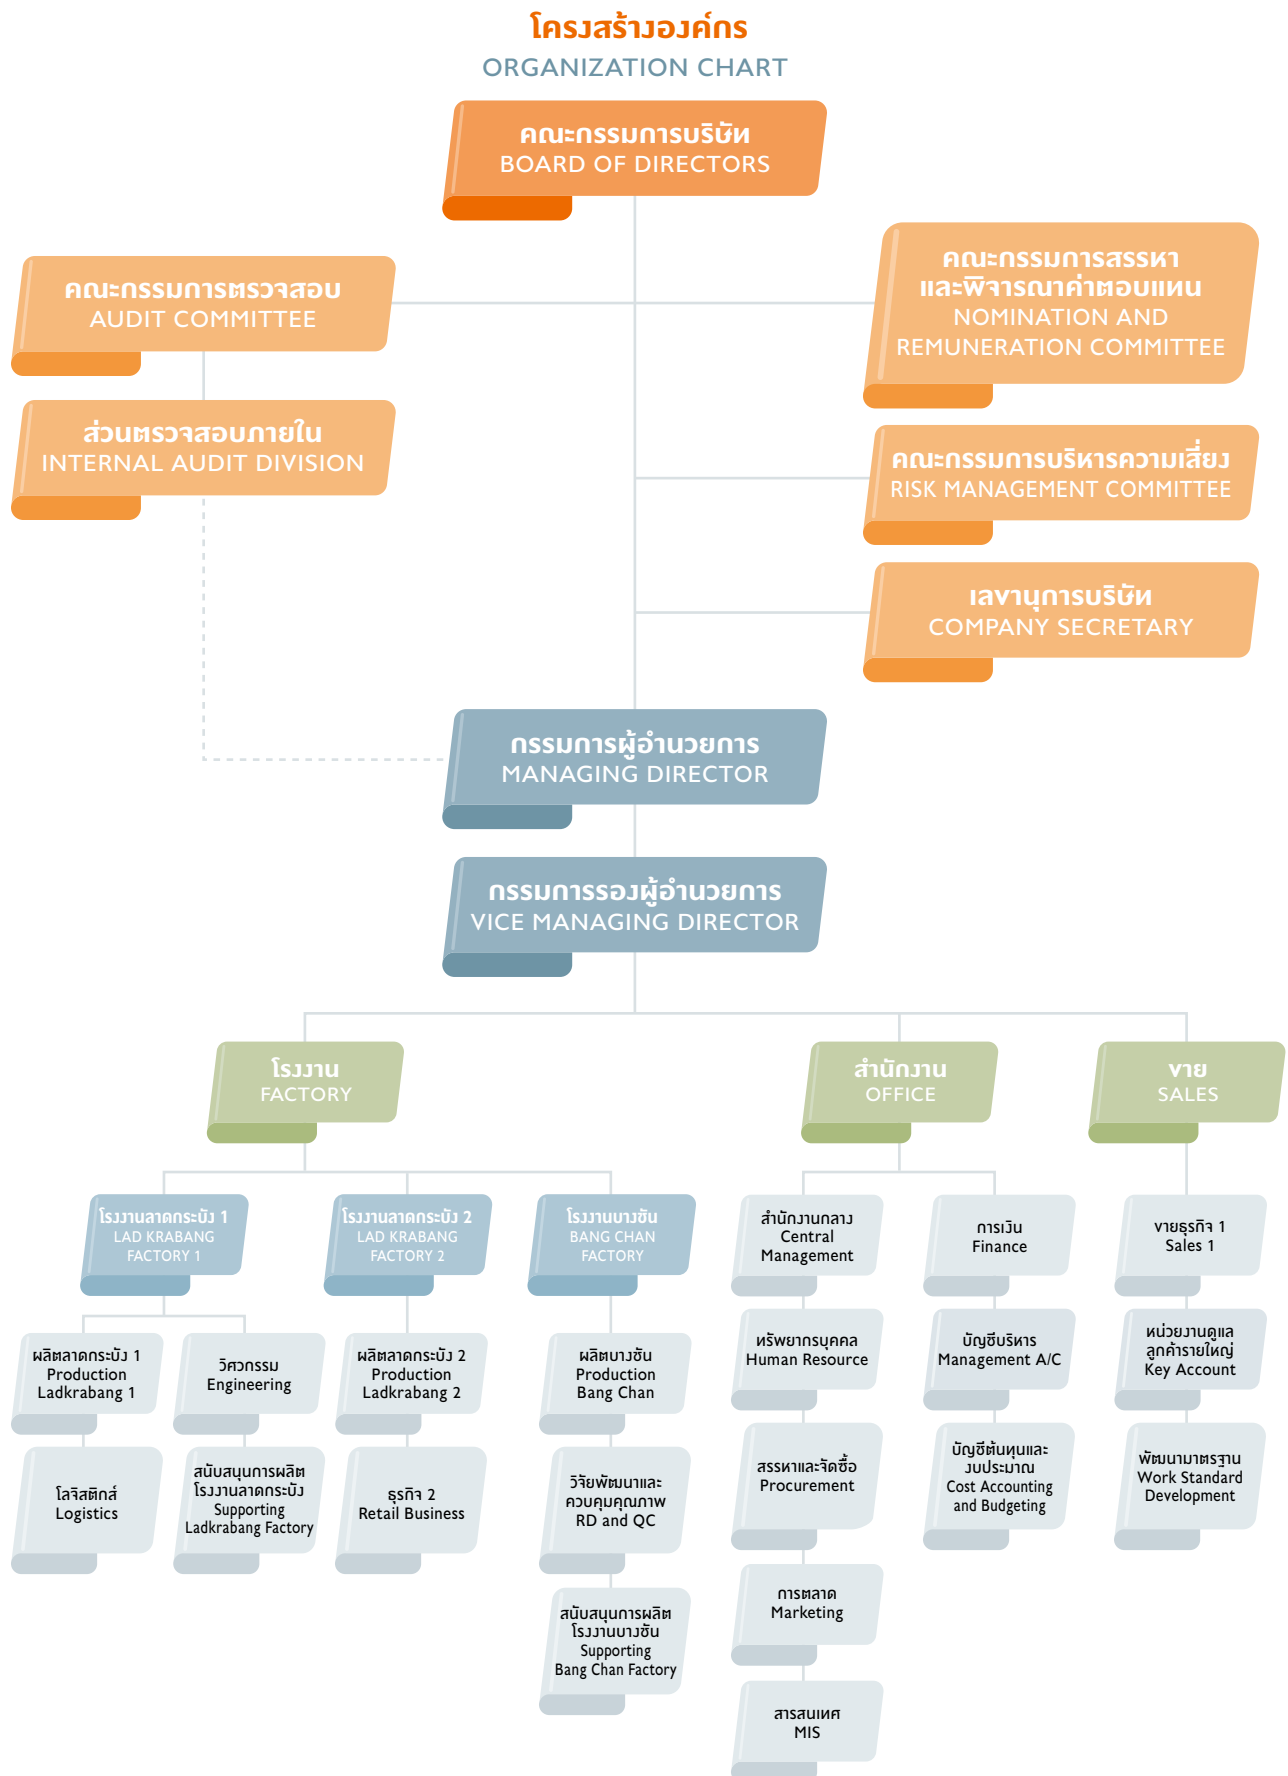 โครงสร้างองค์กร
ORGANIZATION CHART
คณะกรรมการบริษัท
BOARD OF DIRECTORS
คณะกรรมการตรวจสอบ
AUDIT COMMITTEE
คณะกรรมการสรรหา
และพิจารณาค่าตอบแทน
NOMINATION AND
REMUNERATION COMMITTEE
ส่วนตรวจสอบภายใน
INTERNAL AUDIT DIVISION
คณะกรรมการบริหารความเสี่ยง
RISK MANAGEMENT COMMITTEE
เลขานุการบริษัท
COMPANY SECRETARY
กรรมการผู้อำนวยการ
MANAGING DIRECTOR
กรรมการรองผู้อำนวยการ
VICE MANAGING DIRECTOR
โรงงาน
FACTORY
สำนักงาน
OFFICE
ขาย
SALES
โรงงานลาดกระบัง 1
LAD KRABANG
FACTORY 1
โรงงานลาดกระบัง 2
LAD KRABANG
FACTORY 2
โรงงานบางชัน
BANG CHAN
FACTORY
สำนักงานกลาง
Central
Management
การเงิน
Finance
ขายธุรกิจ 1
Sales 1
ผลิตลาดกระบัง 1
Production
Ladkrabang 1
วิศวกรรม
Engineering
ผลิตลาดกระบัง 2
Production
Ladkrabang 2
ผลิตบางชัน
Production
Bang Chan
ทรัพยากรบุคคล
Human Resource
บัญชีบริหาร
Management A/C
หน่วยงานดูแล
ลูกค้ารายใหญ่
Key Account
โลจิสติกส์
Logistics
สนับสนุนการผลิต
โรงงานลาดกระบัง
Supporting
Ladkrabang Factory
ธุรกิจ 2
Retail Business
วิจัยพัฒนาและ
ควบคุมคุณภาพ
RD and QC
สรรหาและจัดซื้อ
Procurement
บัญชีต้นทุนและ
งบประมาณ
Cost Accounting
and Budgeting
พัฒนามาตรฐาน
Work Standard
Development
สนับสนุนการผลิต
โรงงานบางชัน
Supporting
Bang Chan Factory
การตลาด
Marketing
สารสนเทศ
MIS